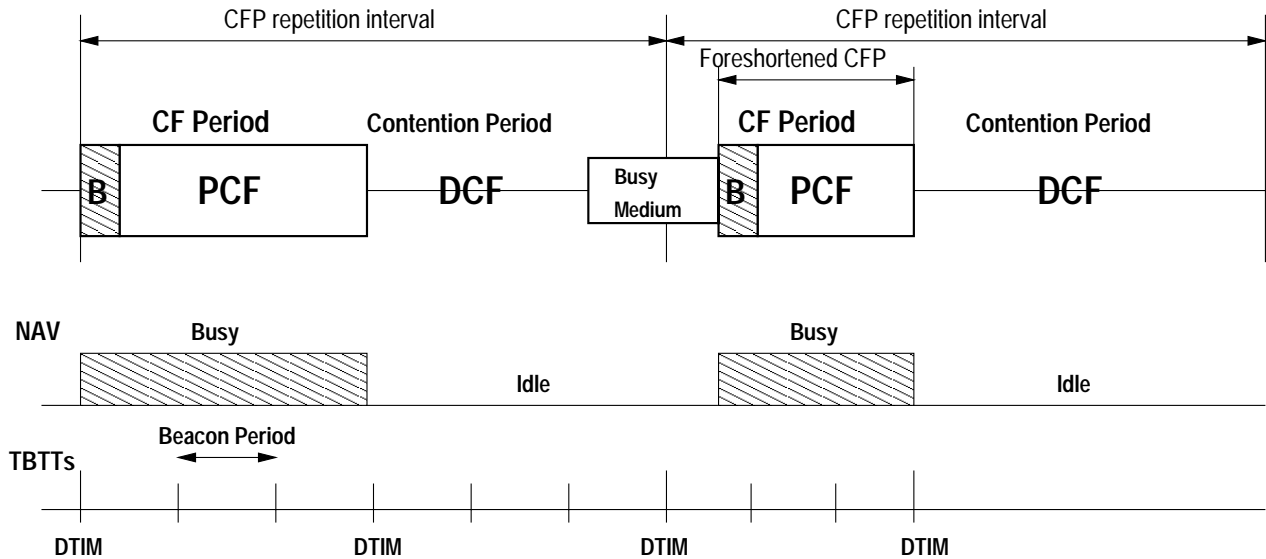 CFP repetition interval
CFP repetition interval
Foreshortened CFP
CF Period
Contention Period
CF Period
Contention Period
B
PCF
DCF
Busy
Medium
B
PCF
DCF
NAV
Busy
Busy
Idle
Idle
Beacon Period
TBTTs
DTIM
DTIM
DTIM
DTIM